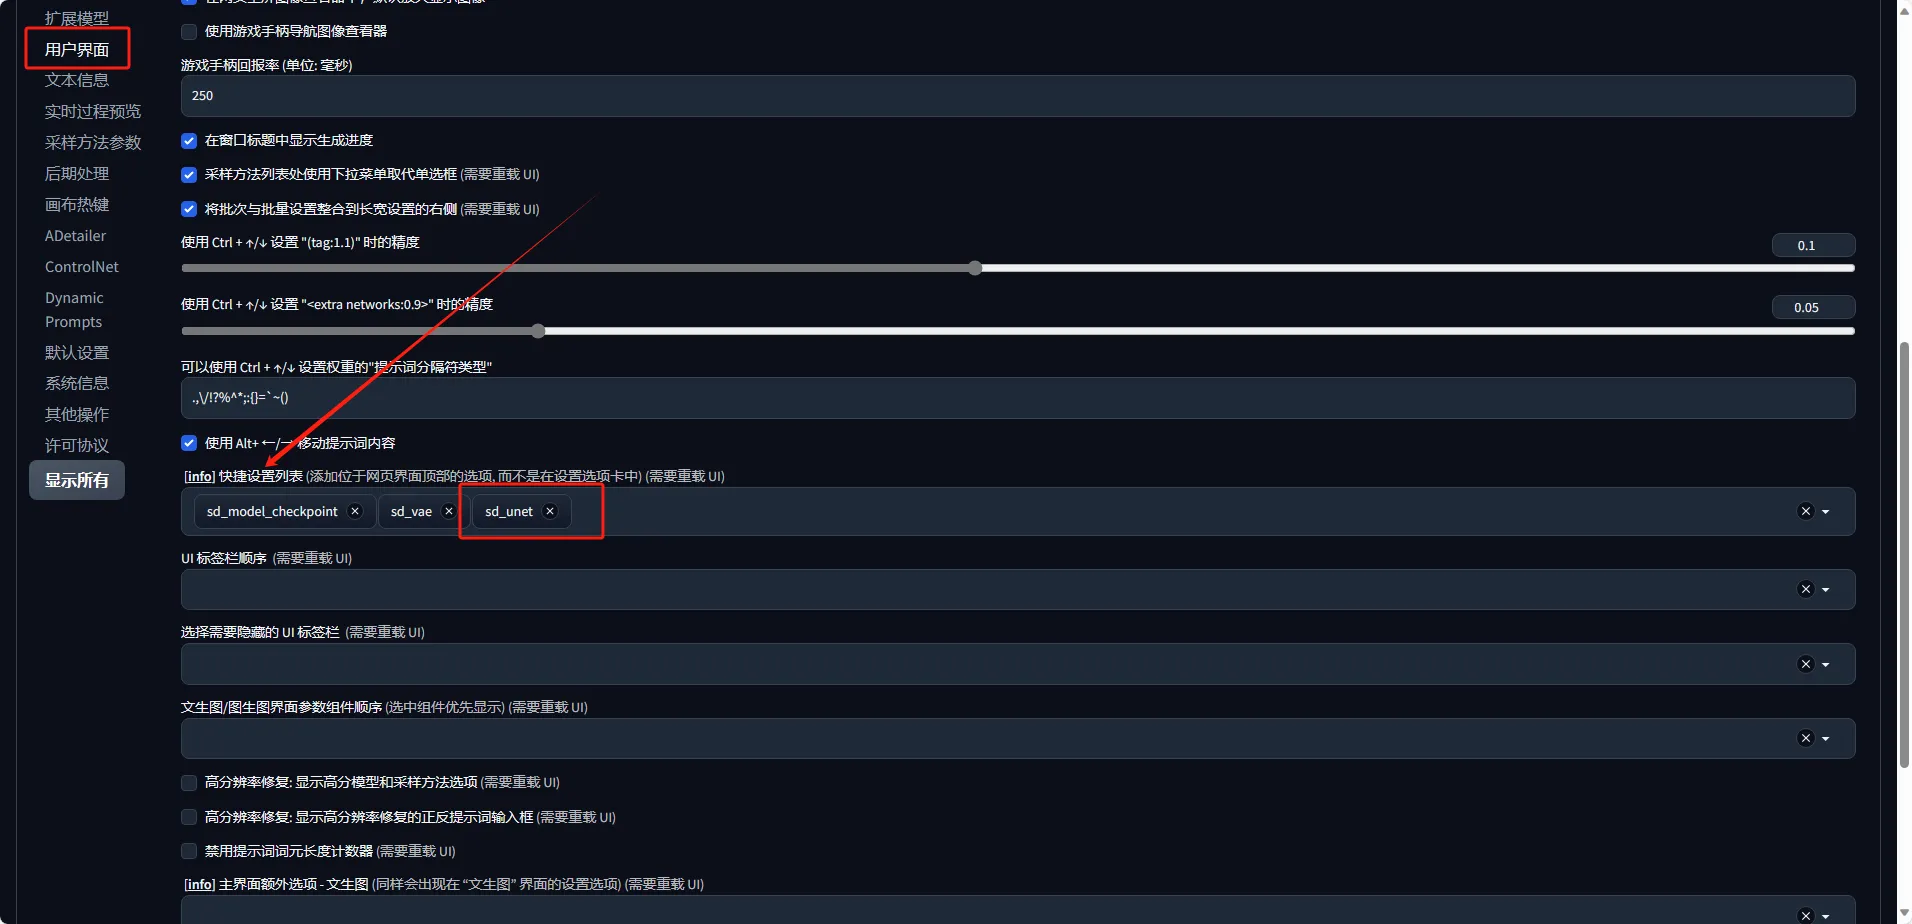 扩展模型
用户界面
文本信息
实时过程预览
采样方法参数
后期处理
画布热键
ADetailer
ControlNet
Dynamic
Prompts
默认设置
系统信息
其他操作
许可协议
显示所有
使用游戏手柄导航图像查看器
游戏手柄回报率 (单位: 毫秒)
250
在窗口标题中显示生成进度
采样方法列表处使用下拉菜单取代单选框 (需要重载 UI)
将批次与批量设置整合到长宽设置的右侧 (需要重载 UI)
使用 Ctrl + ↑/↓ 设置 "(tag:1.1)" 时的精度
0.1
使用 Ctrl + ↑/↓ 设置 "<extra networks:0.9>" 时的精度
0.05
可以使用 Ctrl + ↑/↓ 设置权重的"提示词分隔符类型"
.,\/!?%^*;:{}=`~()
使用 Alt+ ←/→ 移动提示词内容
[info] 快捷设置列表 (添加位于网页界面顶部的选项, 而不是在设置选项卡中) (需要重载 UI)
sd_model_checkpoint × sd_vae × sd_unet ×
UI 标签栏顺序 (需要重载 UI)
选择需要隐藏的 UI 标签栏 (需要重载 UI)
文生图/图生图界面参数组件顺序 (选中组件优先显示) (需要重载 UI)
高分辨率修复: 显示高分模型和采样方法选项 (需要重载 UI)
高分辨率修复: 显示高分辨率修复的正反提示词输入框 (需要重载 UI)
禁用提示词词元长度计数器 (需要重载 UI)
[info] 主界面额外选项 - 文生图 (同样会出现在 “文生图” 界面的设置选项) (需要重载 UI)